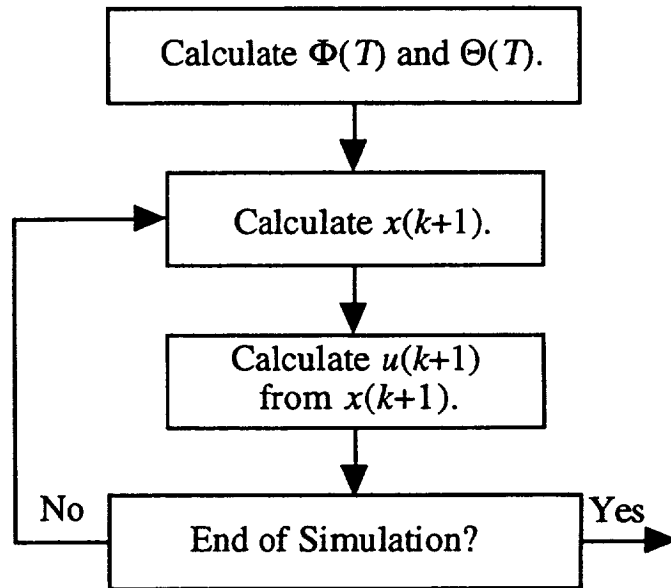 Calculate Φ(T) and Θ(T).
Calculate x(k+1).
Calculate u(k+1)
from x(k+1).
No
End of Simulation?
Yes